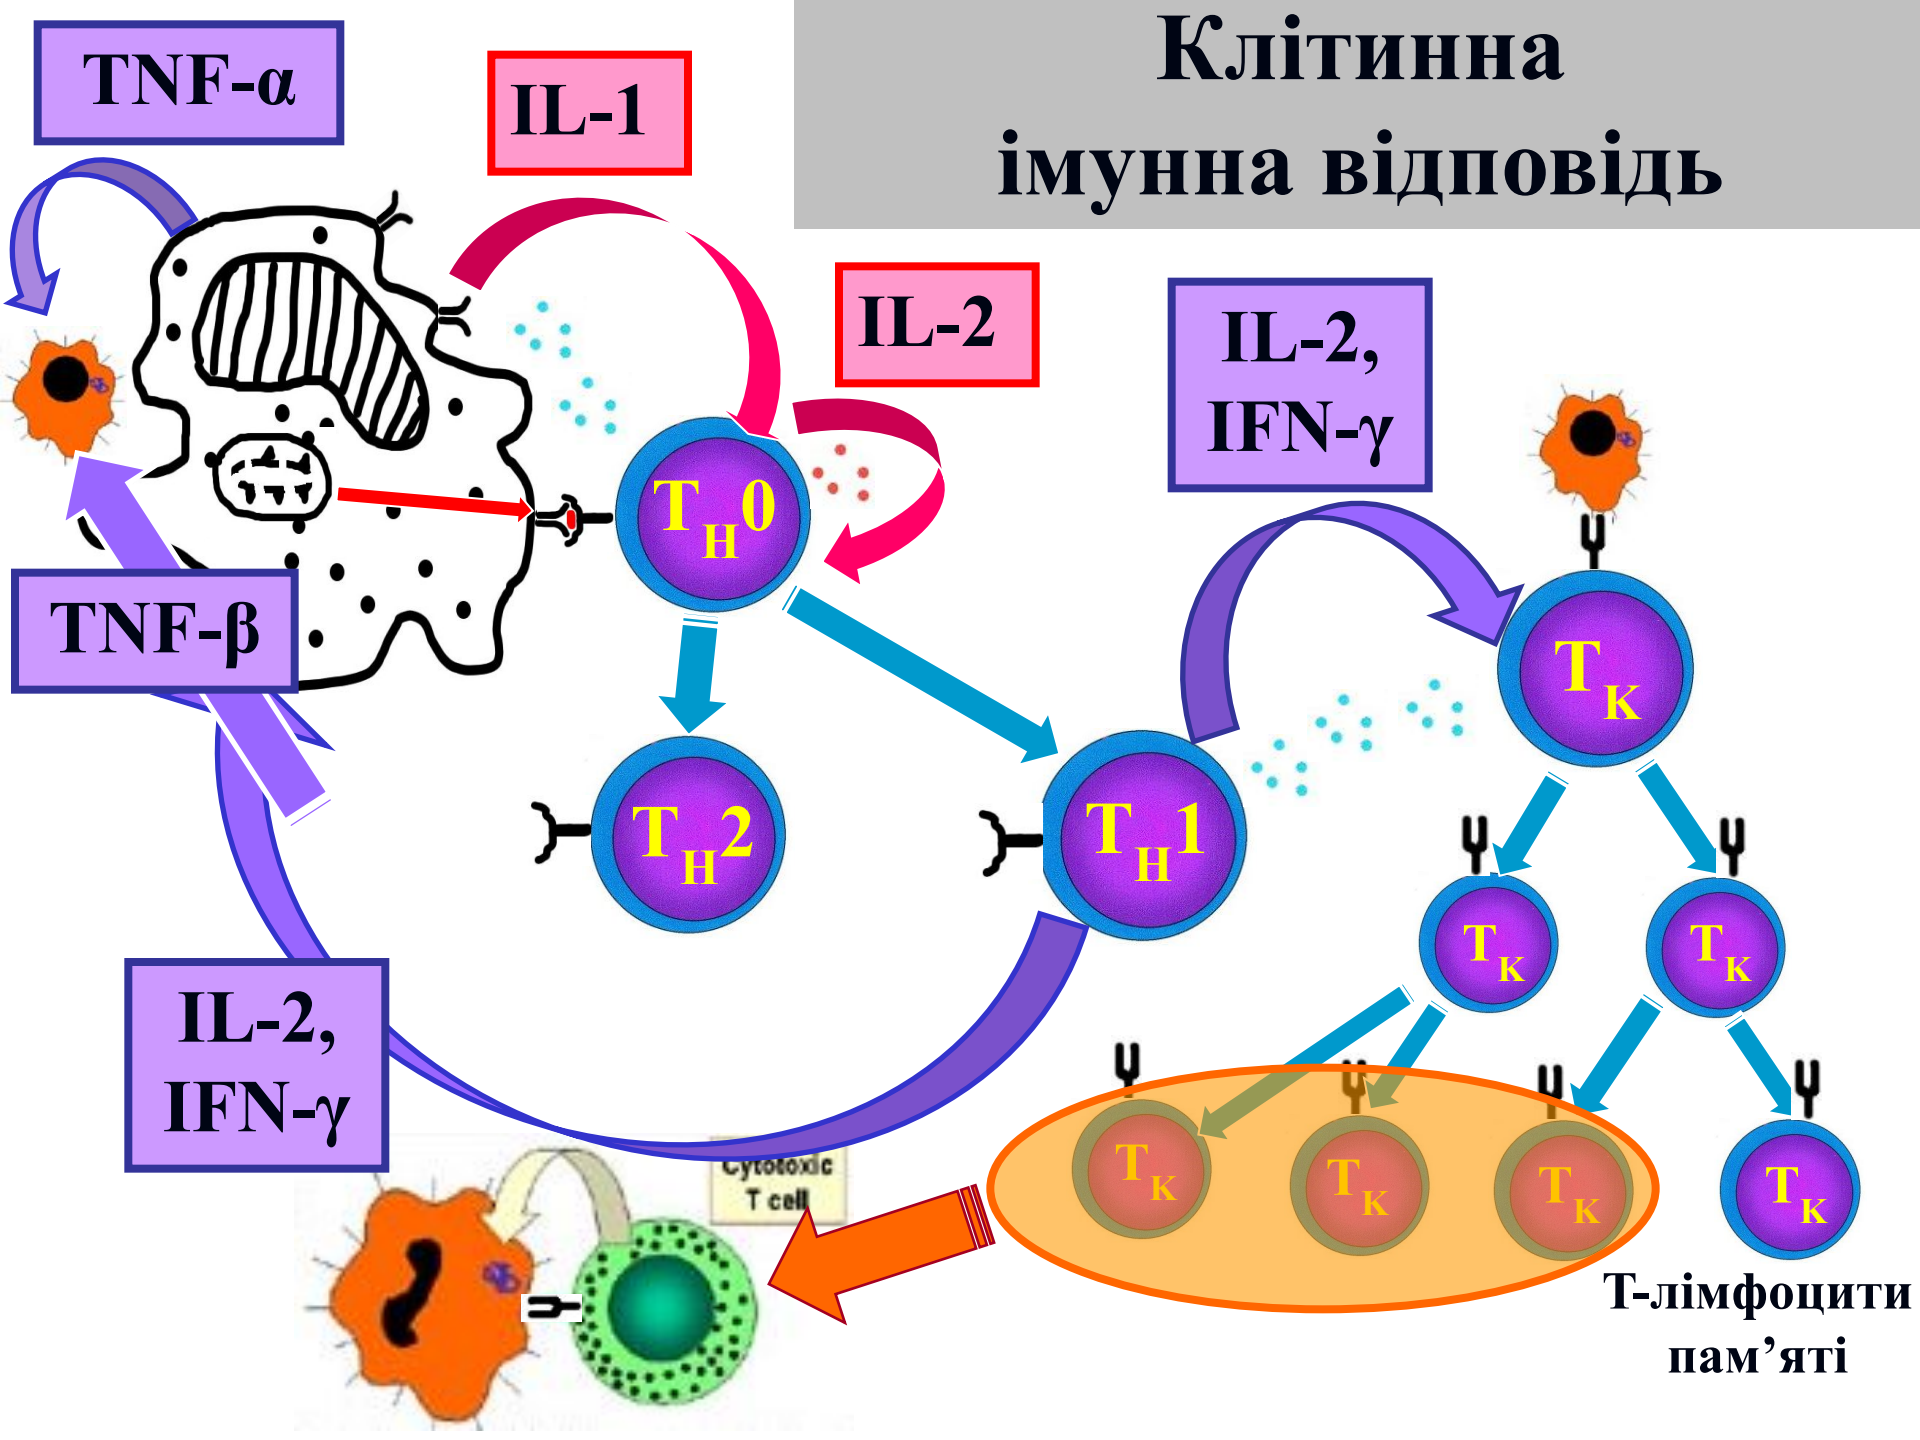 Клітинна
імунна відповідь
TNF-α
IL-1
IL-2
IL-2,
IFN-γ
TH0
TNF-β
TK
TH2
TH1
TK
TK
IL-2,
IFN-γ
TK
TK
TK
TK
Cytotoxic
T cell
Т-лімфоцити
пам’яті